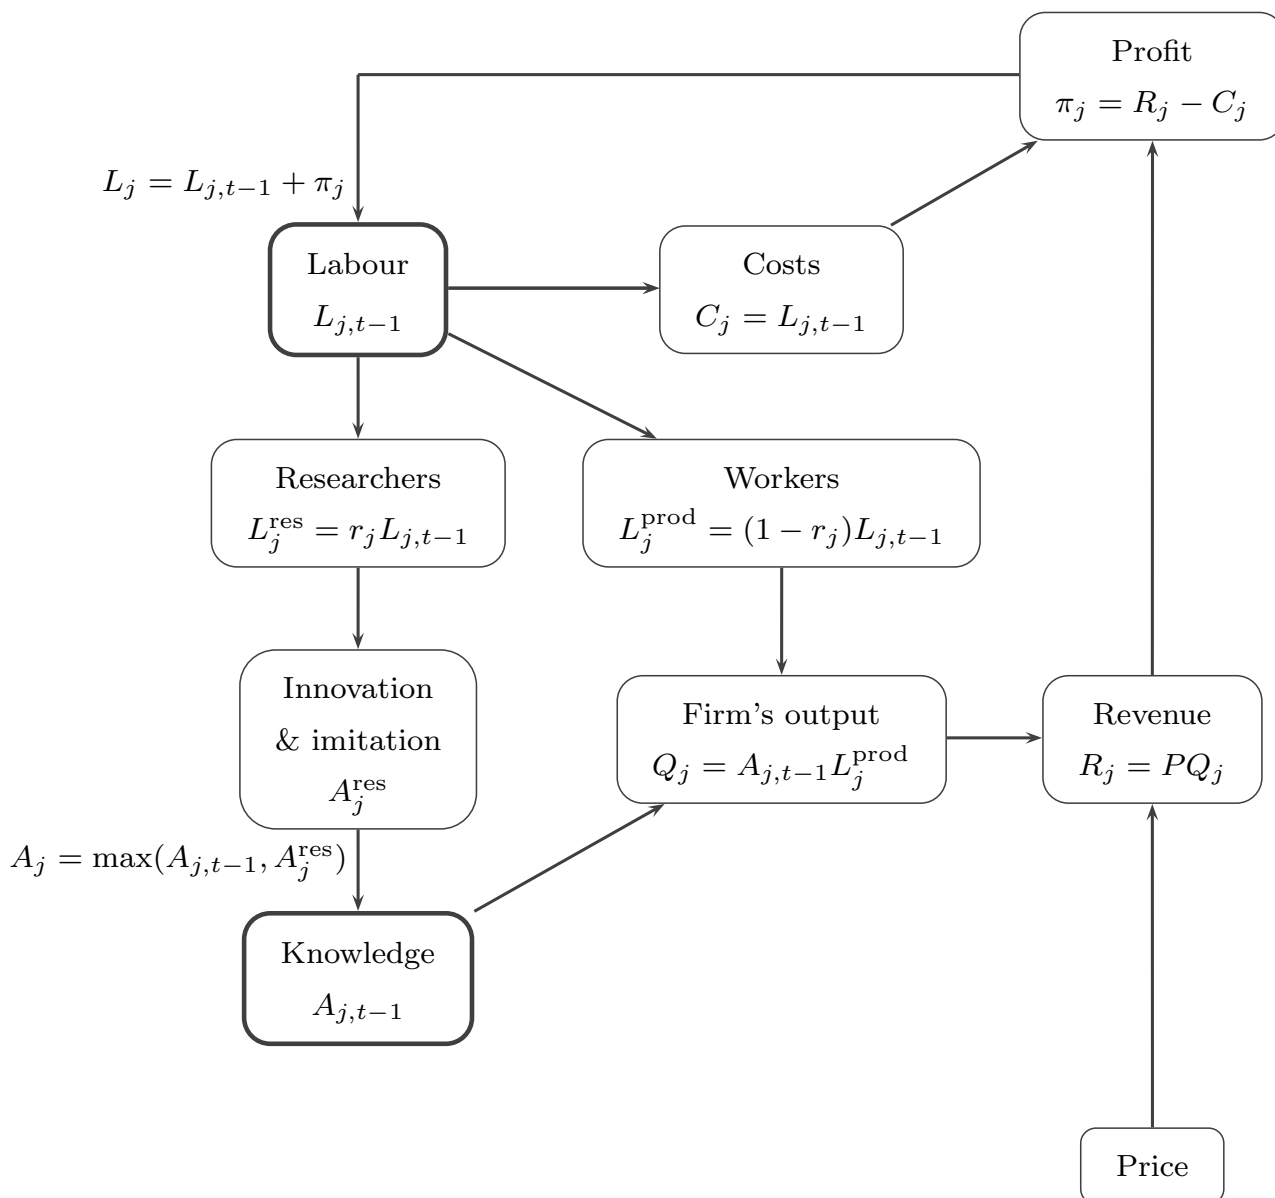 Profit
π_j = R_j − C_j
L_j = L_{j,t−1} + π_j
Labour
L_{j,t−1}
Costs
C_j = L_{j,t−1}
Researchers
L_j^{res} = r_j L_{j,t−1}
Workers
L_j^{prod} = (1 − r_j)L_{j,t−1}
Innovation
& imitation
A_j^{res}
Firm's output
Q_j = A_{j,t−1}L_j^{prod}
Revenue
R_j = PQ_j
A_j = max(A_{j,t−1}, A_j^{res})
Knowledge
A_{j,t−1}
Price